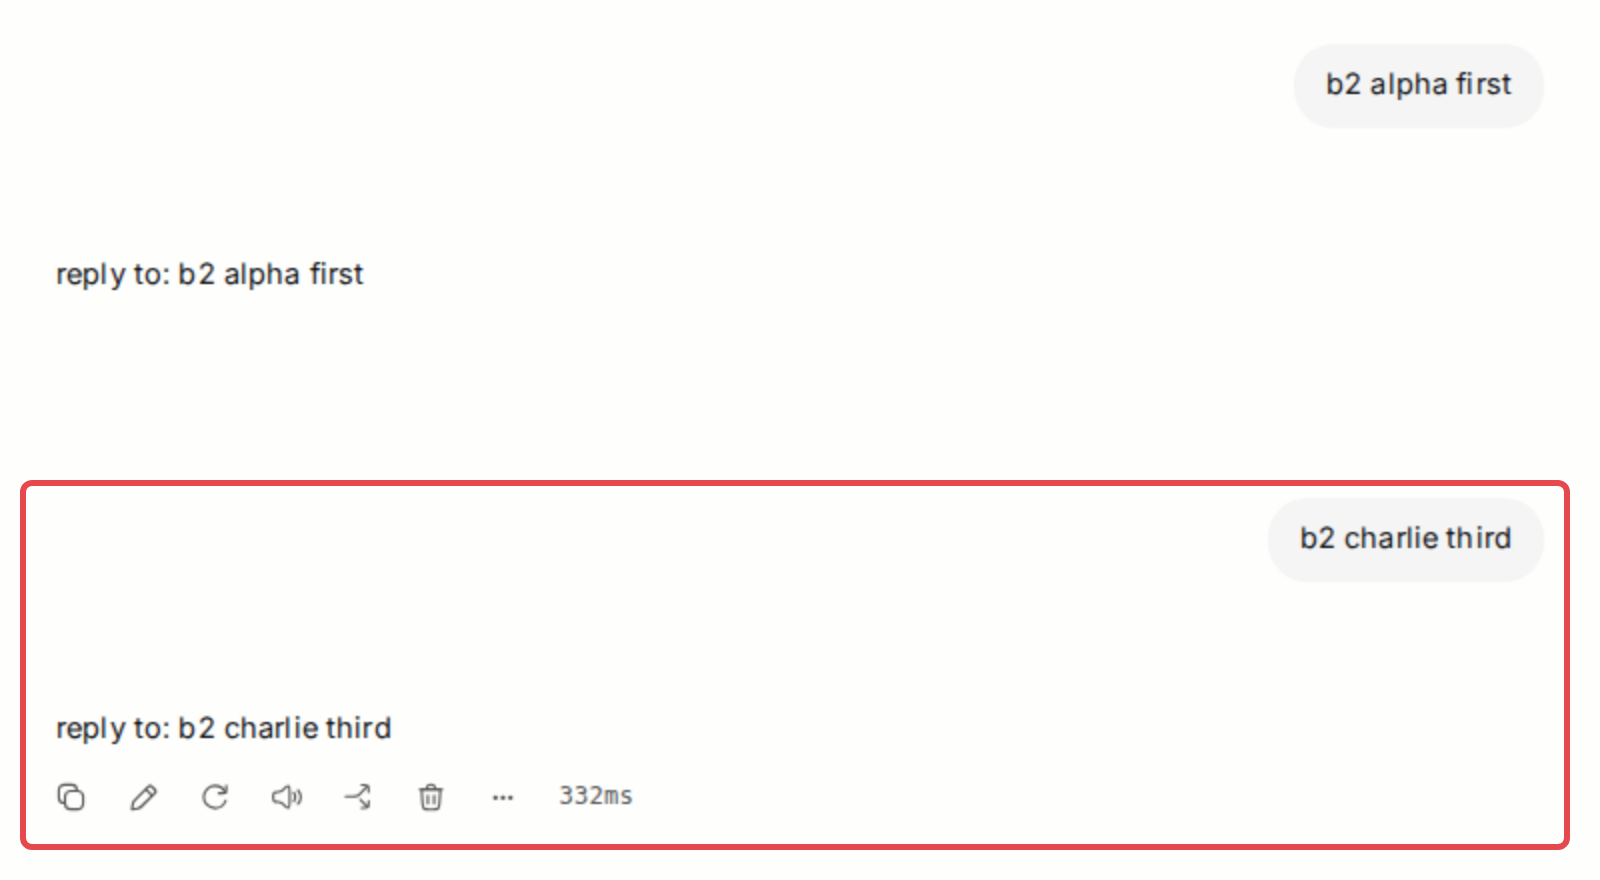 b2 alpha first
reply to: b2 alpha first
b2 charlie third
reply to: b2 charlie third
332ms